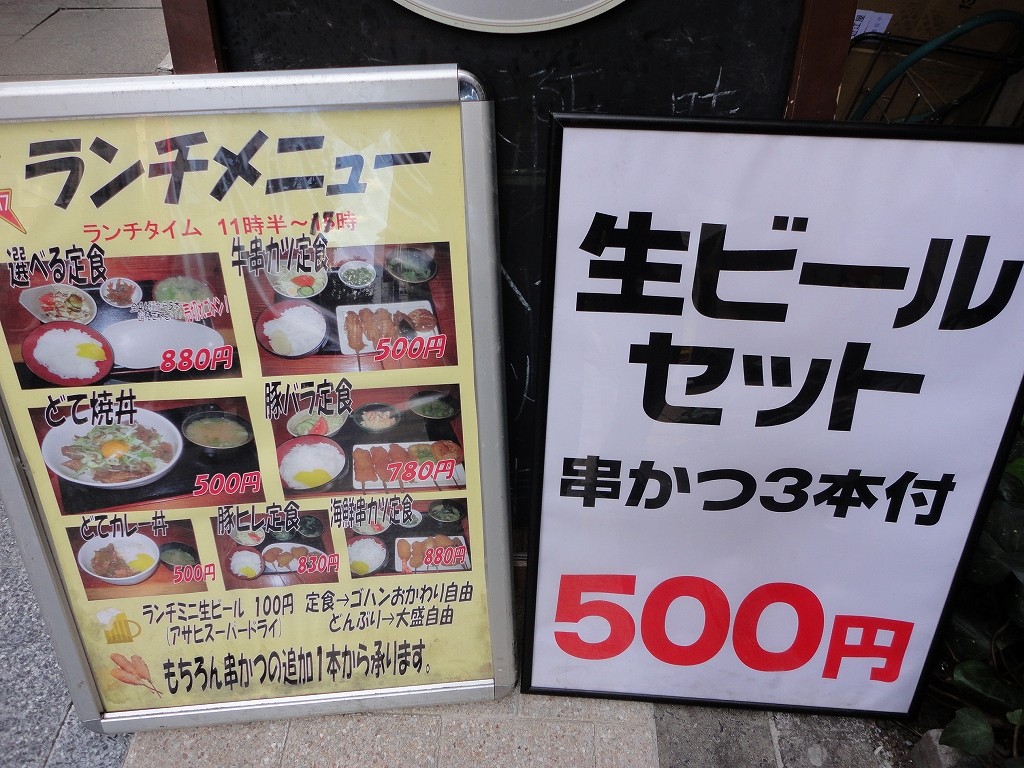 ランチメニュー
ランチタイム 11時半～15時
選べる定食
880円
牛串カツ定食
500円
どて焼丼
500円
豚バラ定食
780円
どてカレー丼
500円
豚ヒレ定食
830円
海鮮串カツ定食
880円
ランチミニ生ビール 100円
(アサヒスーパードライ)
定食→ゴハンおかわり自由
どんぶり→大盛自由
もちろん串かつの追加1本から承ります。
生ビール
セット
串かつ3本付
500円